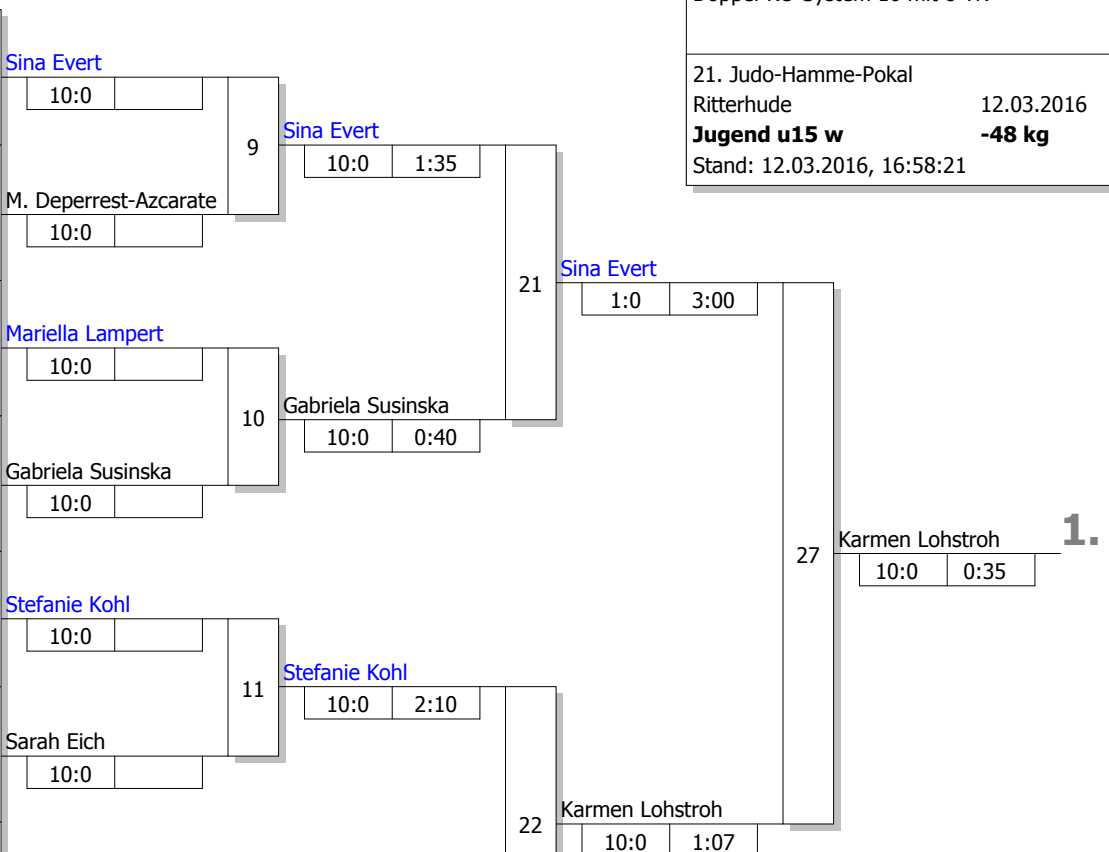 21. Judo-Hamme-Pokal
Ritterhude 12.03.2016
Jugend u15 w -48 kg
Stand: 12.03.2016, 16:58:21
Sina Evert
10:0
9
M. Deperrest-Azcarate
10:0
Sina Evert
10:0 1:35
21
Mariella Lampert
10:0
10
Gabriela Susinska
10:0
Gabriela Susinska
10:0 0:40
Sina Evert
1:0 3:00
27
Karmen Lohstroh 1.
10:0 0:35
Stefanie Kohl
10:0
11
Sarah Eich
10:0
Stefanie Kohl
10:0 2:10
22
Karmen Lohstroh
10:0 1:07